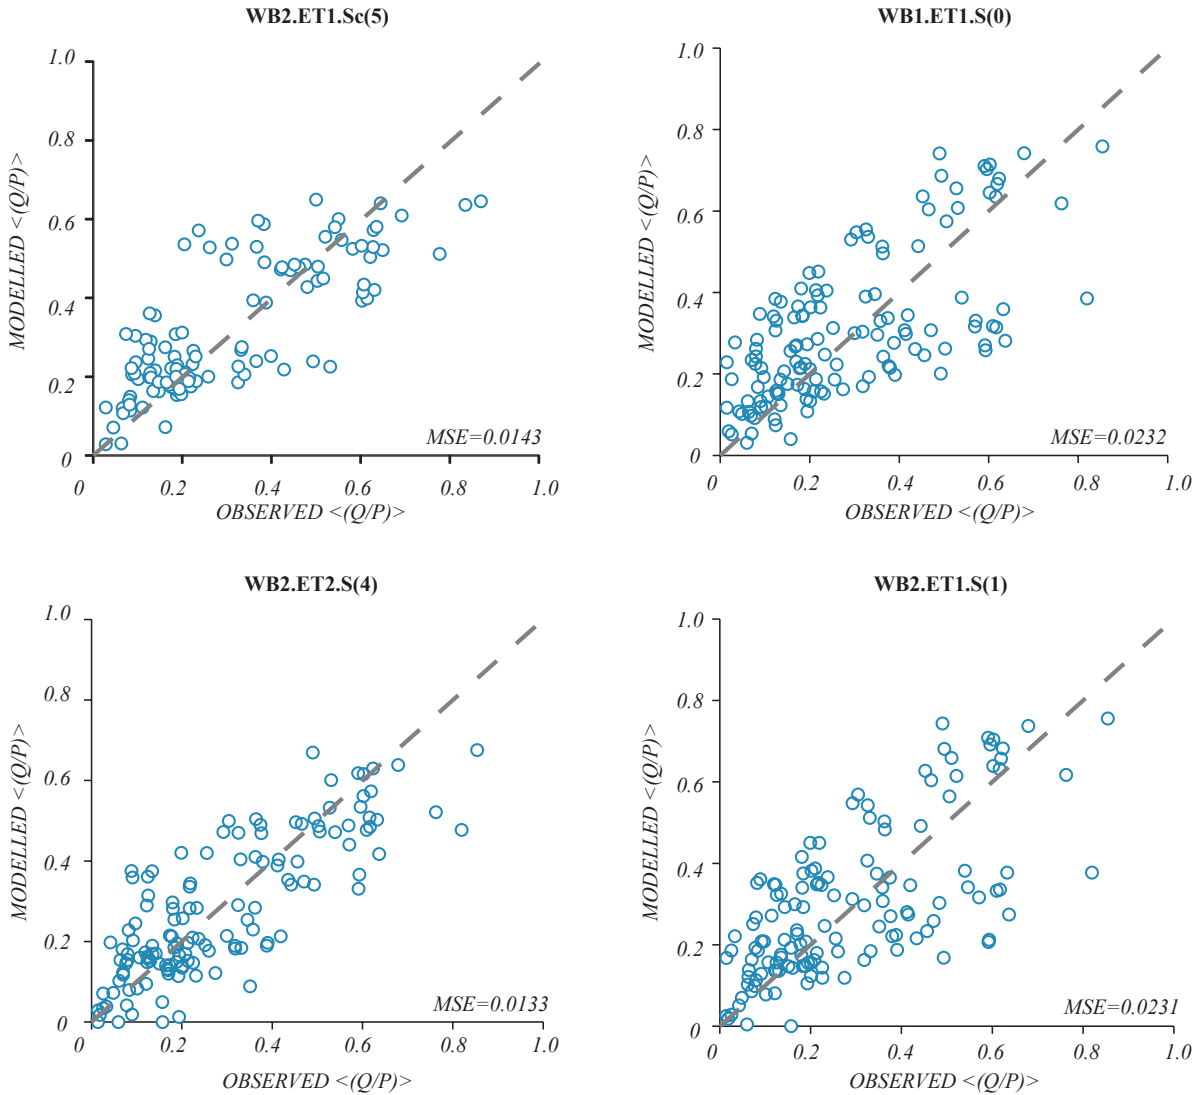 WB2.ET1.Sc(5)
1.0
0.8
0.6
0.4
0.2
0
MODELLED <(Q/P)>
MSE=0.0143
0 0.2 0.4 0.6 0.8 1.0
OBSERVED <(Q/P)>
WB1.ET1.S(0)
1.0
0.8
0.6
0.4
0.2
0
MODELLED <(Q/P)>
MSE=0.0232
0 0.2 0.4 0.6 0.8 1.0
OBSERVED <(Q/P)>
WB2.ET2.S(4)
1.0
0.8
0.6
0.4
0.2
0
MODELLED <(Q/P)>
MSE=0.0133
0 0.2 0.4 0.6 0.8 1.0
OBSERVED <(Q/P)>
WB2.ET1.S(1)
1.0
0.8
0.6
0.4
0.2
0
MODELLED <(Q/P)>
MSE=0.0231
0 0.2 0.4 0.6 0.8 1.0
OBSERVED <(Q/P)>